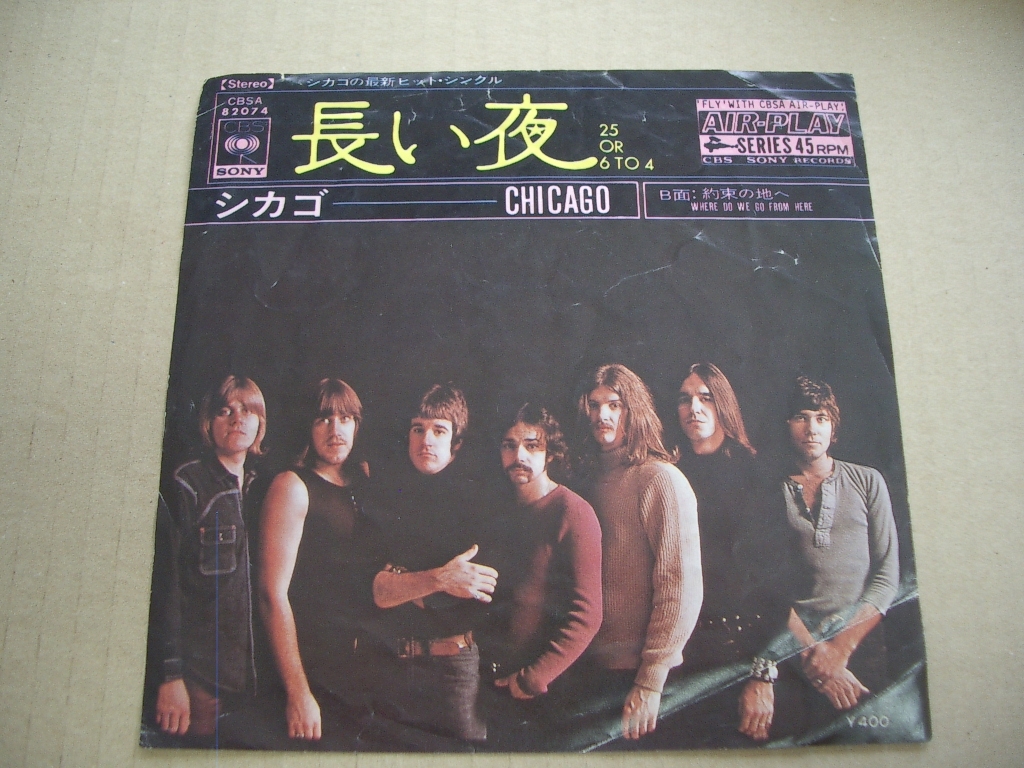 【Stereo】 シカゴの最新ヒット・シングル
CBSA
82074
CBS
SONY
長い夜
25
OR
6 TO 4
'FLY' WITH CBSA AIR-PLAY!
AIR-PLAY
SERIES 45 RPM
CBS SONY RECORDS
シカゴ CHICAGO
B面:約束の地へ
WHERE DO WE GO FROM HERE
¥400